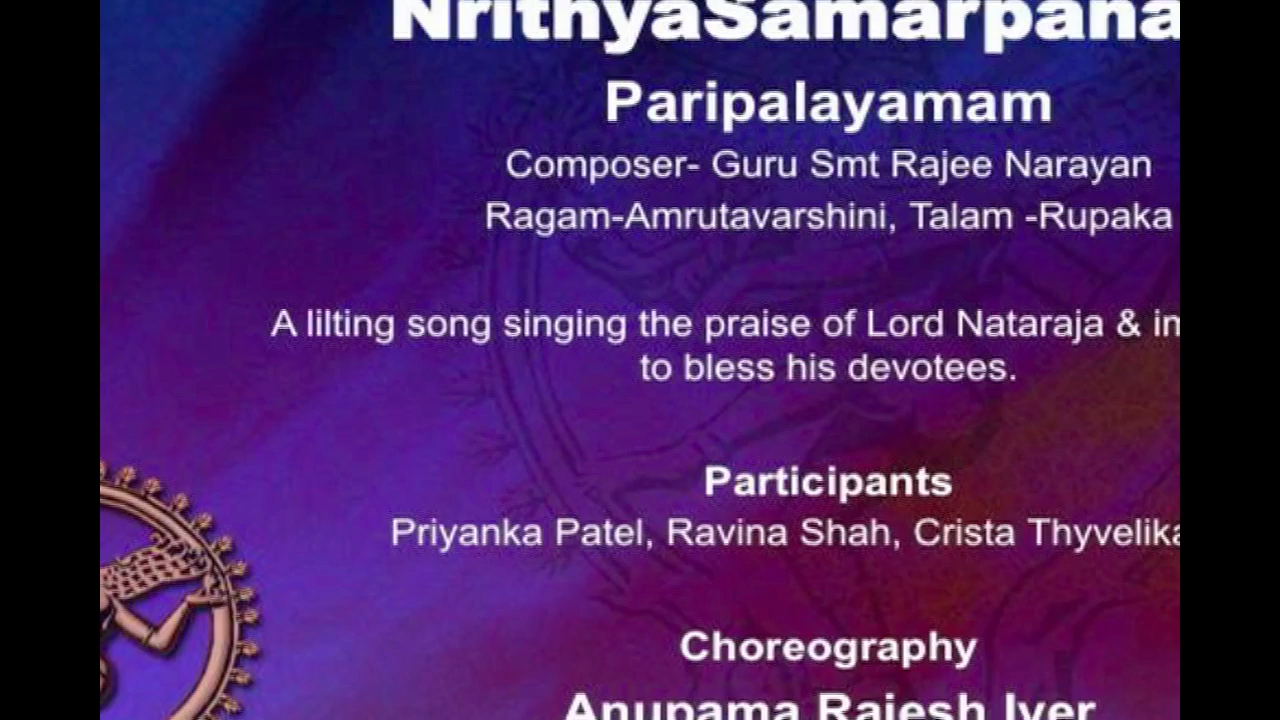 NrithyaSamarpana
Paripalayamam
Composer- Guru Smt Rajee Narayan
Ragam-Amrutavarshini, Talam -Rupaka
A lilting song singing the praise of Lord Nataraja &
to bless his devotees.
Participants
Priyanka Patel, Ravina Shah, Crista
Choreography
Anupama Rajesh Iyer